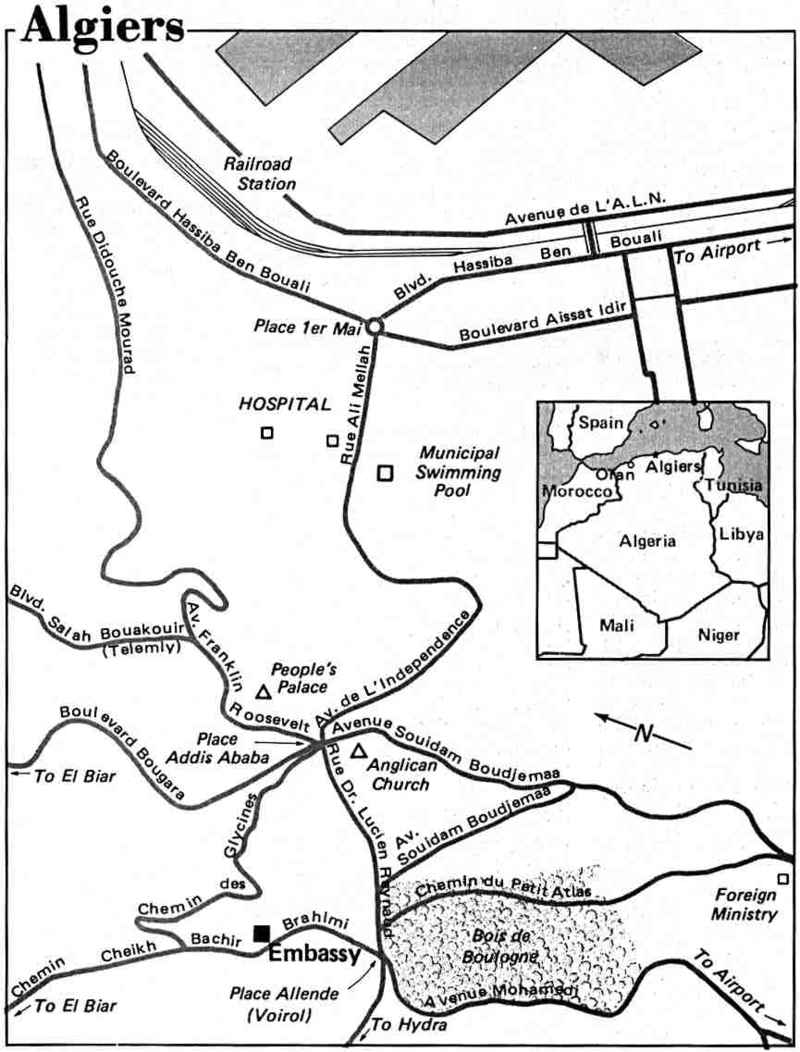 Algiers
Railroad
Station
Boulevard Hassiba Ben Bouali
Rue Didouche Mourad
Avenue de L'A.L.N.
Blvd. Hassiba Ben Bouali
To Airport
Place 1er Mai
Boulevard Aissat Idir
Rue Ali Mellah
HOSPITAL
Municipal
Swimming
Pool
Spain
Algiers
Oran
Morocco
Tunisia
Algeria
Libya
Mali
Niger
Blvd. Salah Bouakouir
(Telemly)
Av. Franklin Roosevelt
People's
Palace
Av. de L'Independence
Boulevard Bougara
To El Biar
Place
Addis Ababa
Avenue Souidam Boudjemaa
N
Anglican
Church
Rue Dr. Lucien Reynaud
Av.
Souidam Boudjemaa
Chemin des Glycines
Chemin du Petit Atlas
Foreign
Ministry
Bois de
Boulogne
Chemin Cheikh Bachir Brahimi
Embassy
To El Biar
Place Allende
(Voirol)
Avenue Mohamedi
To Hydra
To Airport